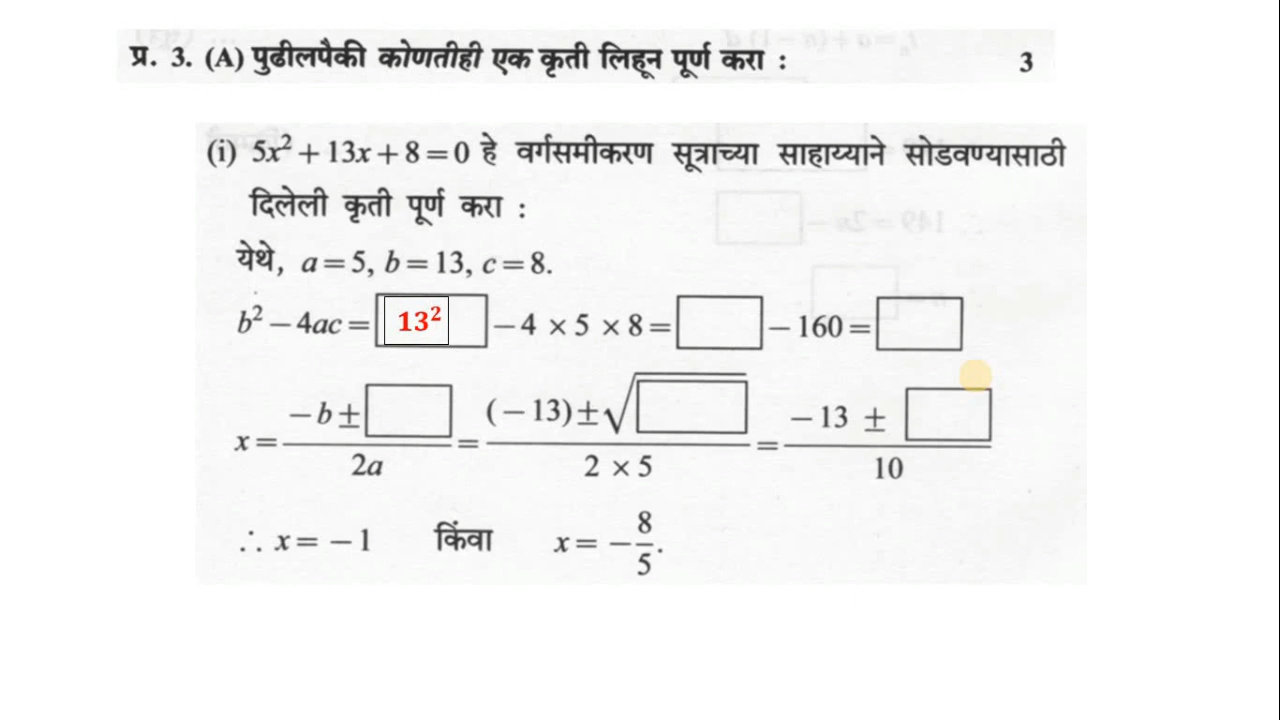 प्र. 3. (A) पुढीलपैकी कोणतीही एक कृती लिहून पूर्ण करा : 3
(i) 5x² + 13x + 8 = 0 हे वर्गसमीकरण सूत्राच्या साहाय्याने सोडवण्यासाठी
दिलेली कृती पूर्ण करा :
येथे, a = 5, b = 13, c = 8.
b² − 4ac = 13² − 4 × 5 × 8 = − 160 =
− b ± (− 13) ± √ − 13 ±
x = = =
2a 2 × 5 10
∴ x = − 1 किंवा x = − 8/5.